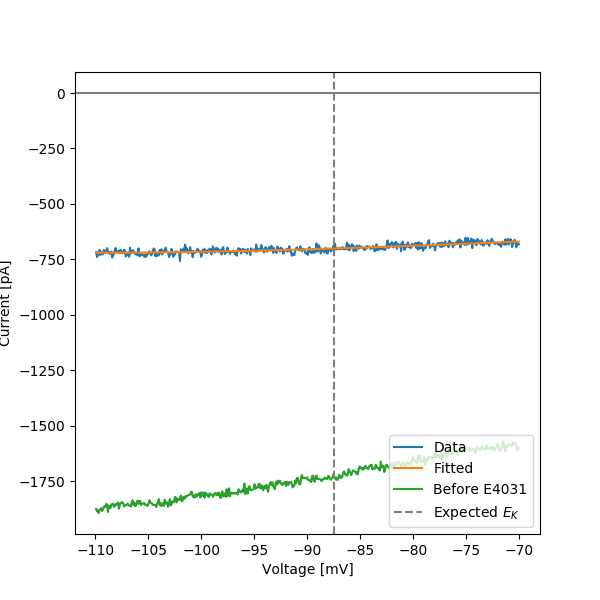 0
−250
−500
−750
−1000
−1250
−1500
−1750
Current [pA]
Data
Fitted
Before E4031
Expected E_K
−110 −105 −100 −95 −90 −85 −80 −75 −70
Voltage [mV]